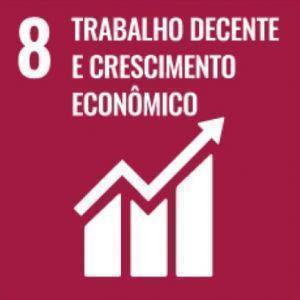 8 TRABALHO DECENTE
E CRESCIMENTO
ECONÔMICO